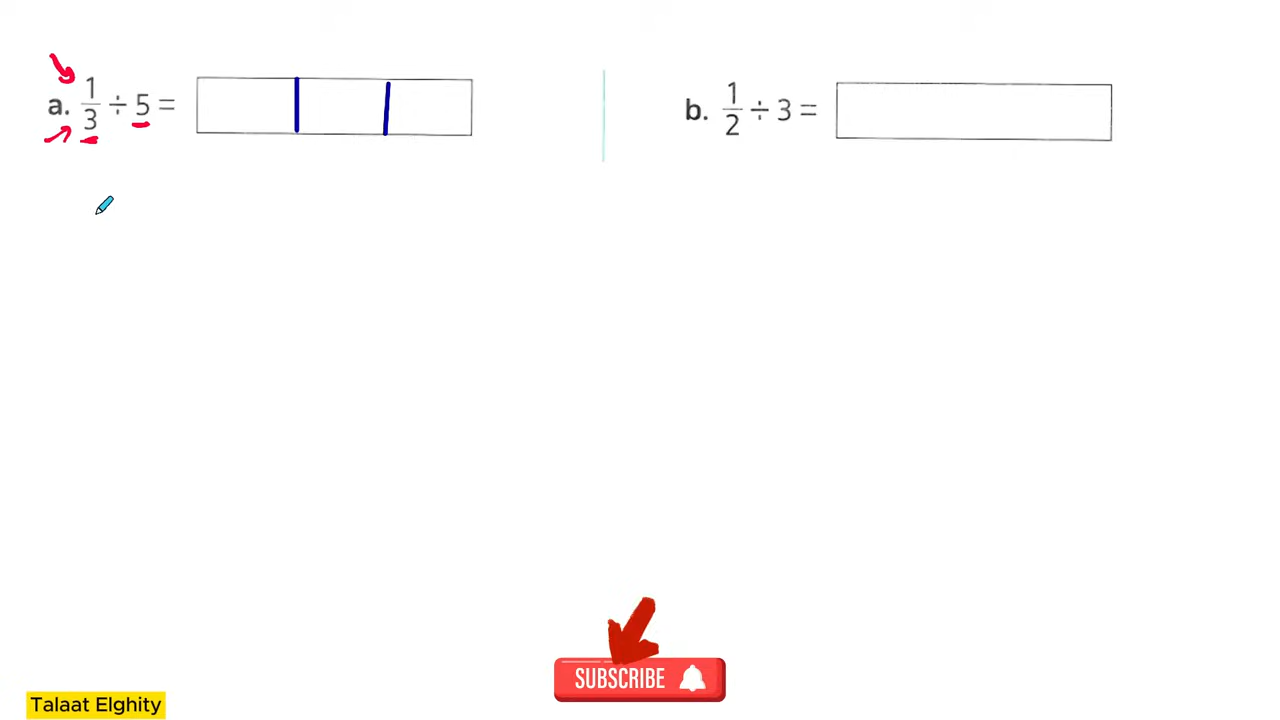 a. 1/3 ÷ 5 =
b. 1/2 ÷ 3 =
SUBSCRIBE
Talaat Elghity